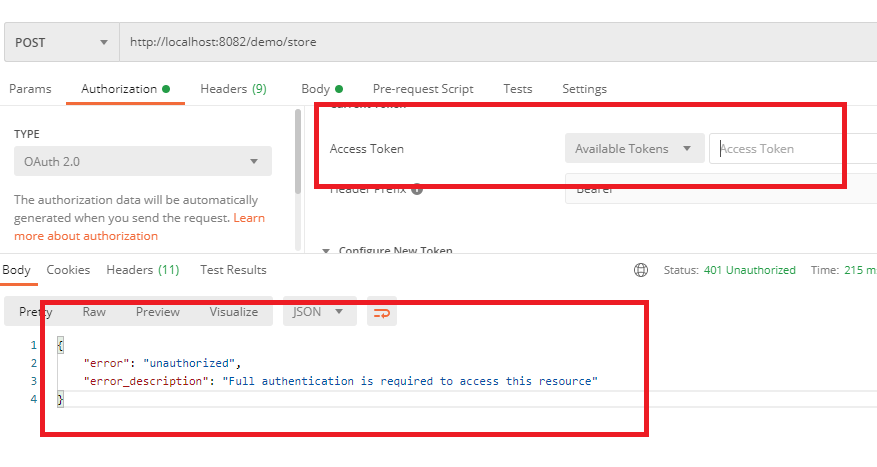 POST http://localhost:8082/demo/store
Params Authorization Headers (9) Body Pre-request Script Tests Settings
Current Token
TYPE
OAuth 2.0
The authorization data will be automatically
generated when you send the request. Learn
more about authorization
Access Token Available Tokens Access Token
Header Prefix Bearer
Configure New Token
Body Cookies Headers (11) Test Results Status: 401 Unauthorized Time: 215 m
Pretty Raw Preview Visualize JSON
1 {
2 "error": "unauthorized",
3 "error_description": "Full authentication is required to access this resource"
4 }